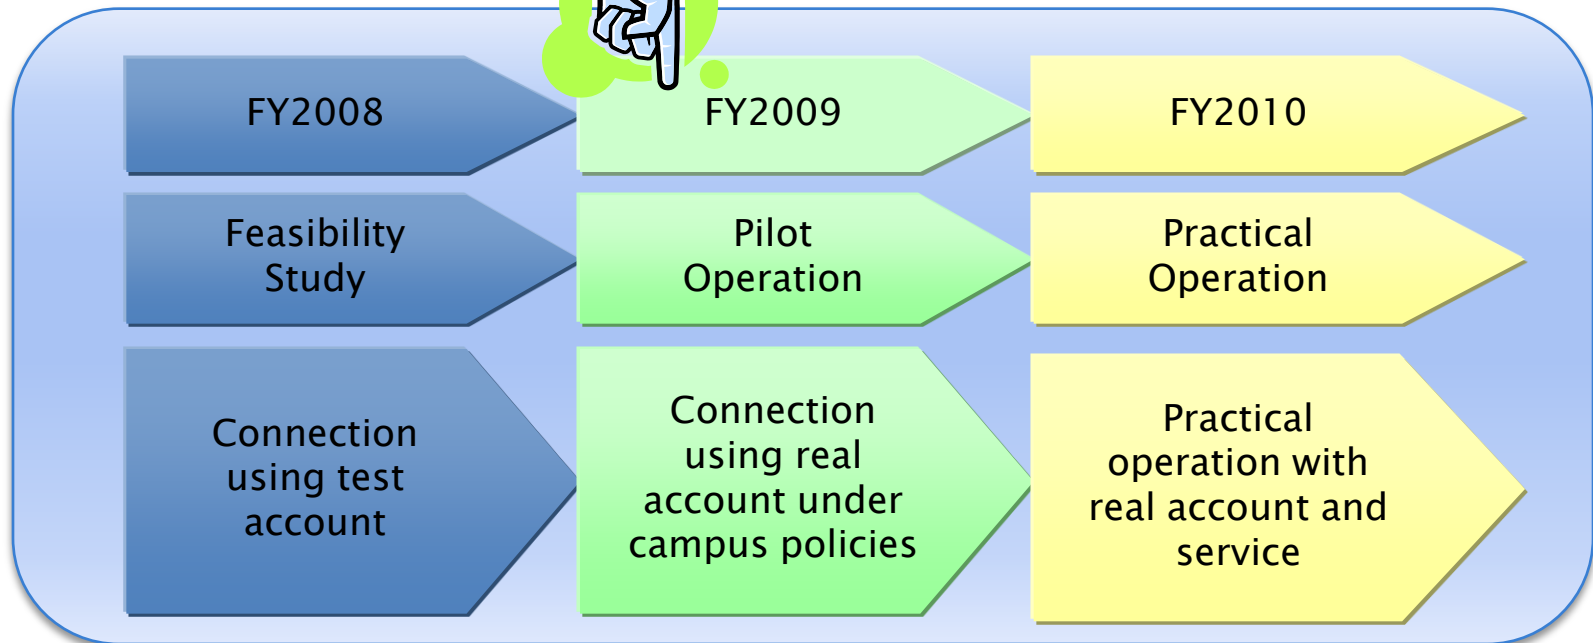 FY2008
FY2009
FY2010
Feasibility
Study
Pilot
Operation
Practical
Operation
Connection
using test
account
Connection
using real
account under
campus policies
Practical
operation with
real account and
service